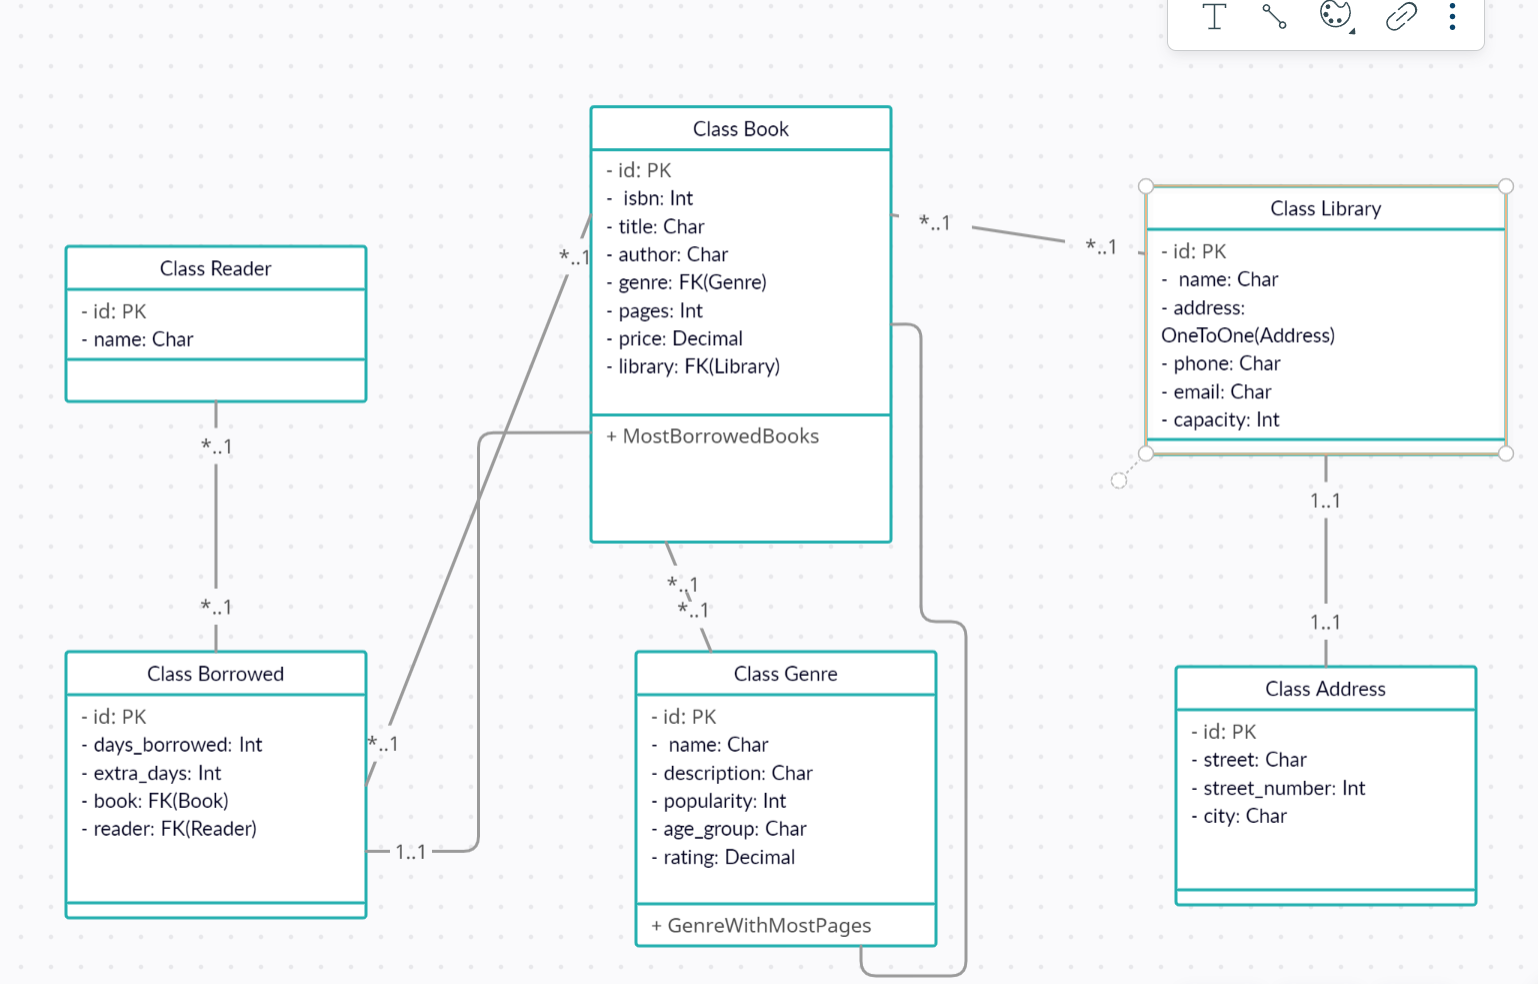 Class Book
- id: PK
- isbn: Int
- title: Char
- author: Char
- genre: FK(Genre)
- pages: Int
- price: Decimal
- library: FK(Library)
+ MostBorrowedBooks
*..1
*..1
Class Library
- id: PK
- name: Char
- address:
OneToOne(Address)
- phone: Char
- email: Char
- capacity: Int
Class Reader
- id: PK
- name: Char
*..1
*..1
*..1
*..1
1..1
*..1
*..1
1..1
1..1
Class Borrowed
- id: PK
- days_borrowed: Int
- extra_days: Int
- book: FK(Book)
- reader: FK(Reader)
Class Genre
- id: PK
- name: Char
- description: Char
- popularity: Int
- age_group: Char
- rating: Decimal
+ GenreWithMostPages
Class Address
- id: PK
- street: Char
- street_number: Int
- city: Char